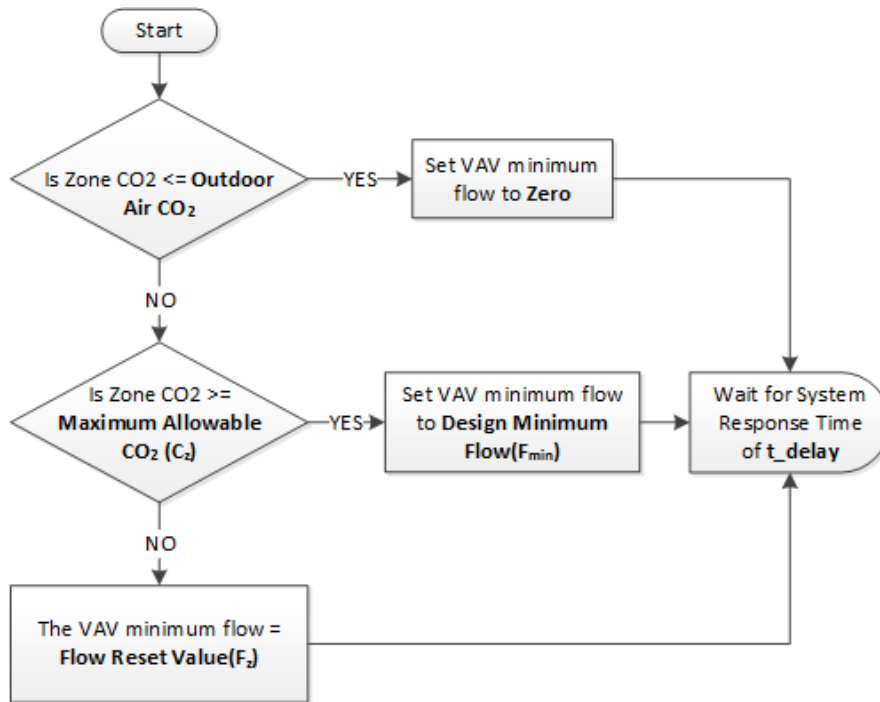 Start
Is Zone CO2 <= Outdoor
Air CO₂
YES
Set VAV minimum
flow to Zero
NO
Is Zone CO2 >=
Maximum Allowable
CO₂ (C₂)
YES
Set VAV minimum flow
to Design Minimum
Flow(Fₘᵢₙ)
Wait for System
Response Time
of t_delay
NO
The VAV minimum flow =
Flow Reset Value(F₂)